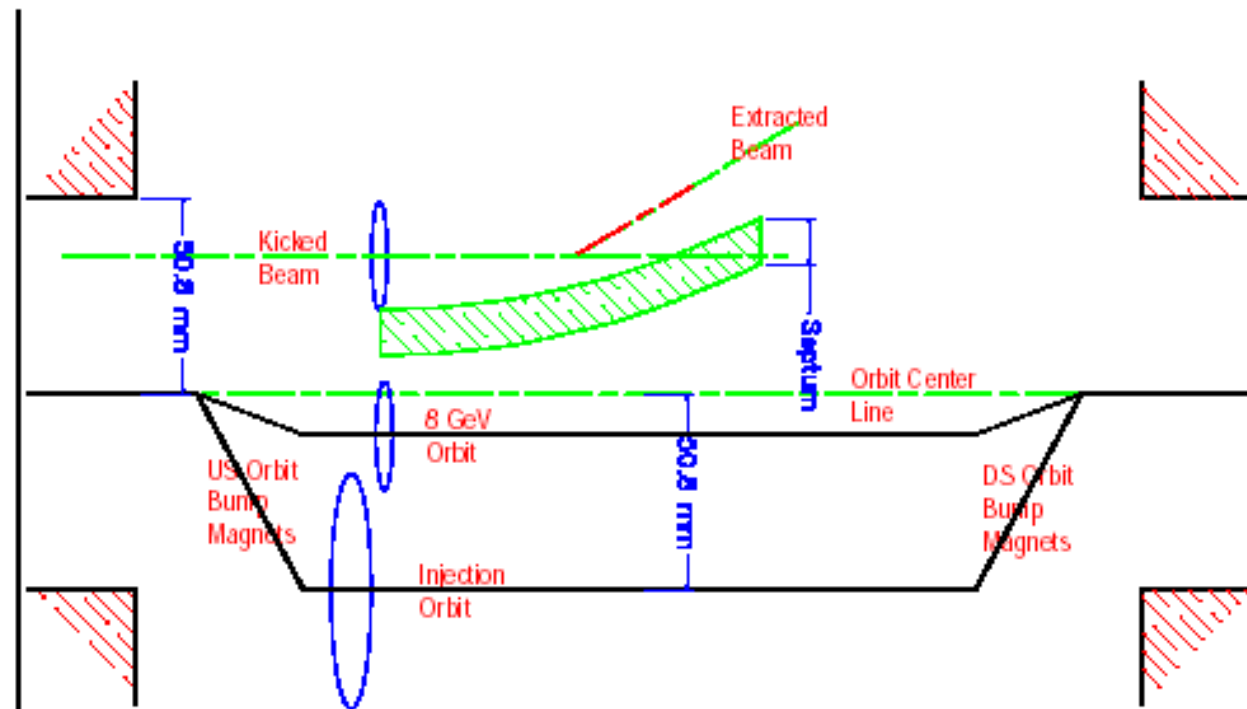 Extracted
Beam
Kicked
Beam
50.8 mm
Septum
Orbit Center
Line
8 GeV
Orbit
50.8 mm
US Orbit
Bump
Magnets
DS Orbit
Bump
Magnets
Injection
Orbit